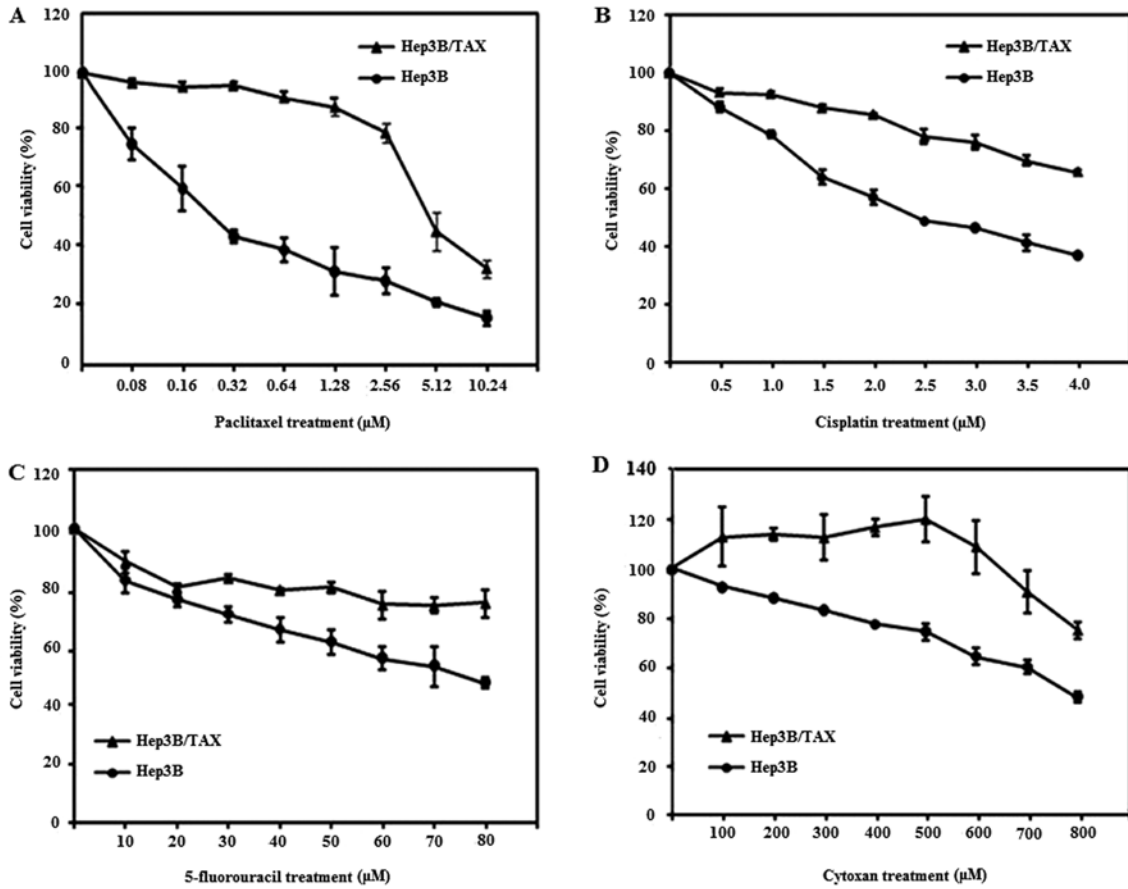 A
120
100
80
60
40
20
0
Cell viability (%)
Hep3B/TAX
Hep3B
0.08 0.16 0.32 0.64 1.28 2.56 5.12 10.24
Paclitaxel treatment (μM)
B
120
100
80
60
40
20
0
Cell viability (%)
Hep3B/TAX
Hep3B
0.5 1.0 1.5 2.0 2.5 3.0 3.5 4.0
Cisplatin treatment (μM)
C
120
100
80
60
40
20
0
Cell viability (%)
Hep3B/TAX
Hep3B
10 20 30 40 50 60 70 80
5-fluorouracil treatment (μM)
D
140
120
100
80
60
40
20
0
Cell viability (%)
Hep3B/TAX
Hep3B
100 200 300 400 500 600 700 800
Cytoxan treatment (μM)